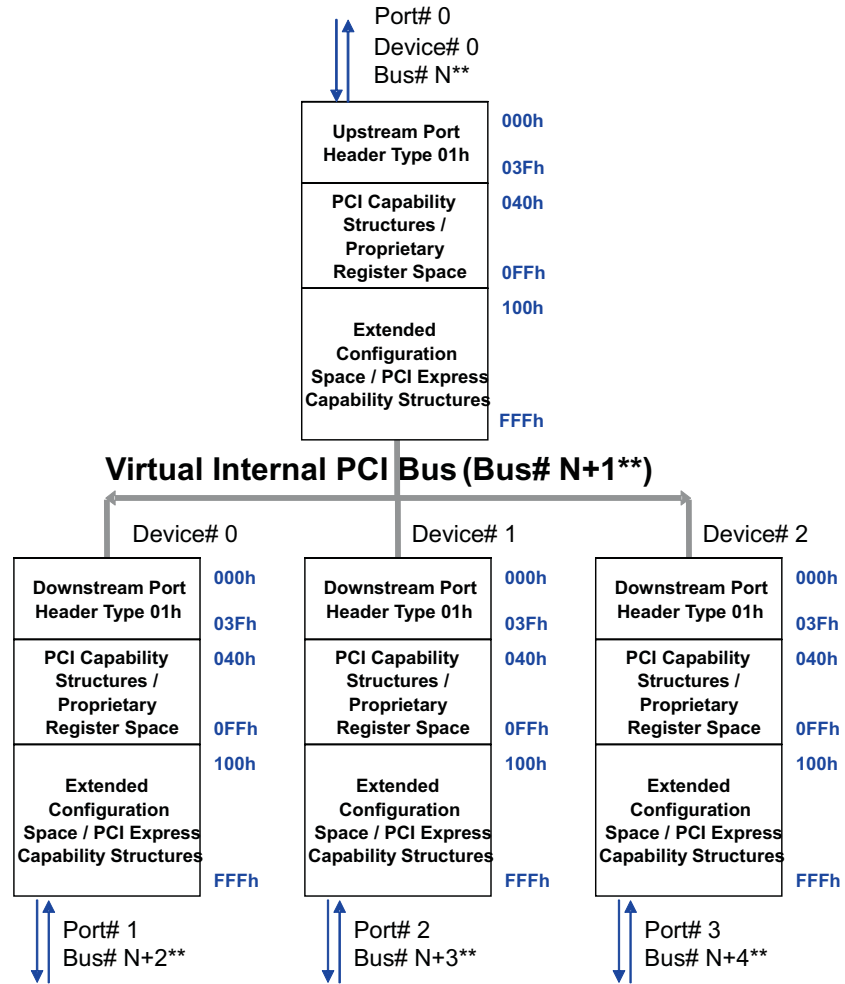 Port# 0
Device# 0
Bus# N**
Upstream Port
Header Type 01h
000h
03Fh
PCI Capability
Structures /
Proprietary
Register Space
040h
0FFh
Extended
Configuration
Space / PCI Express
Capability Structures
100h
FFFh
Virtual Internal PCI Bus (Bus# N+1**)
Device# 0
Downstream Port
Header Type 01h
000h
03Fh
PCI Capability
Structures /
Proprietary
Register Space
040h
0FFh
Extended
Configuration
Space / PCI Express
Capability Structures
100h
FFFh
Port# 1
Bus# N+2**
Device# 1
Downstream Port
Header Type 01h
000h
03Fh
PCI Capability
Structures /
Proprietary
Register Space
040h
0FFh
Extended
Configuration
Space / PCI Express
Capability Structures
100h
FFFh
Port# 2
Bus# N+3**
Device# 2
Downstream Port
Header Type 01h
000h
03Fh
PCI Capability
Structures /
Proprietary
Register Space
040h
0FFh
Extended
Configuration
Space / PCI Express
Capability Structures
100h
FFFh
Port# 3
Bus# N+4**